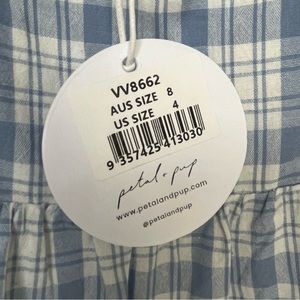 VV8662
AUS SIZE 8
US SIZE 4
9 357425 413030
petal + pup
www.petalandpup.com
@petalandpup